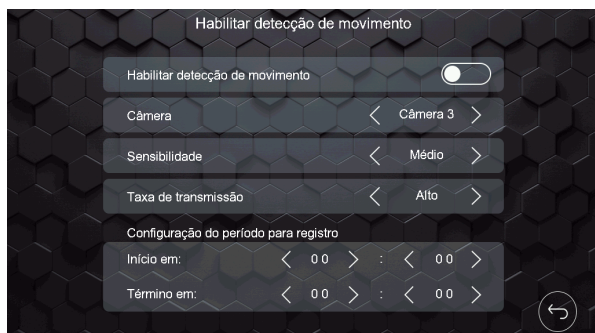 Habilitar detecção de movimento
Habilitar detecção de movimento
Câmera Câmera 3
Sensibilidade Médio
Taxa de transmissão Alto
Configuração do período para registro
Início em: 00 : 00
Término em: 00 : 00